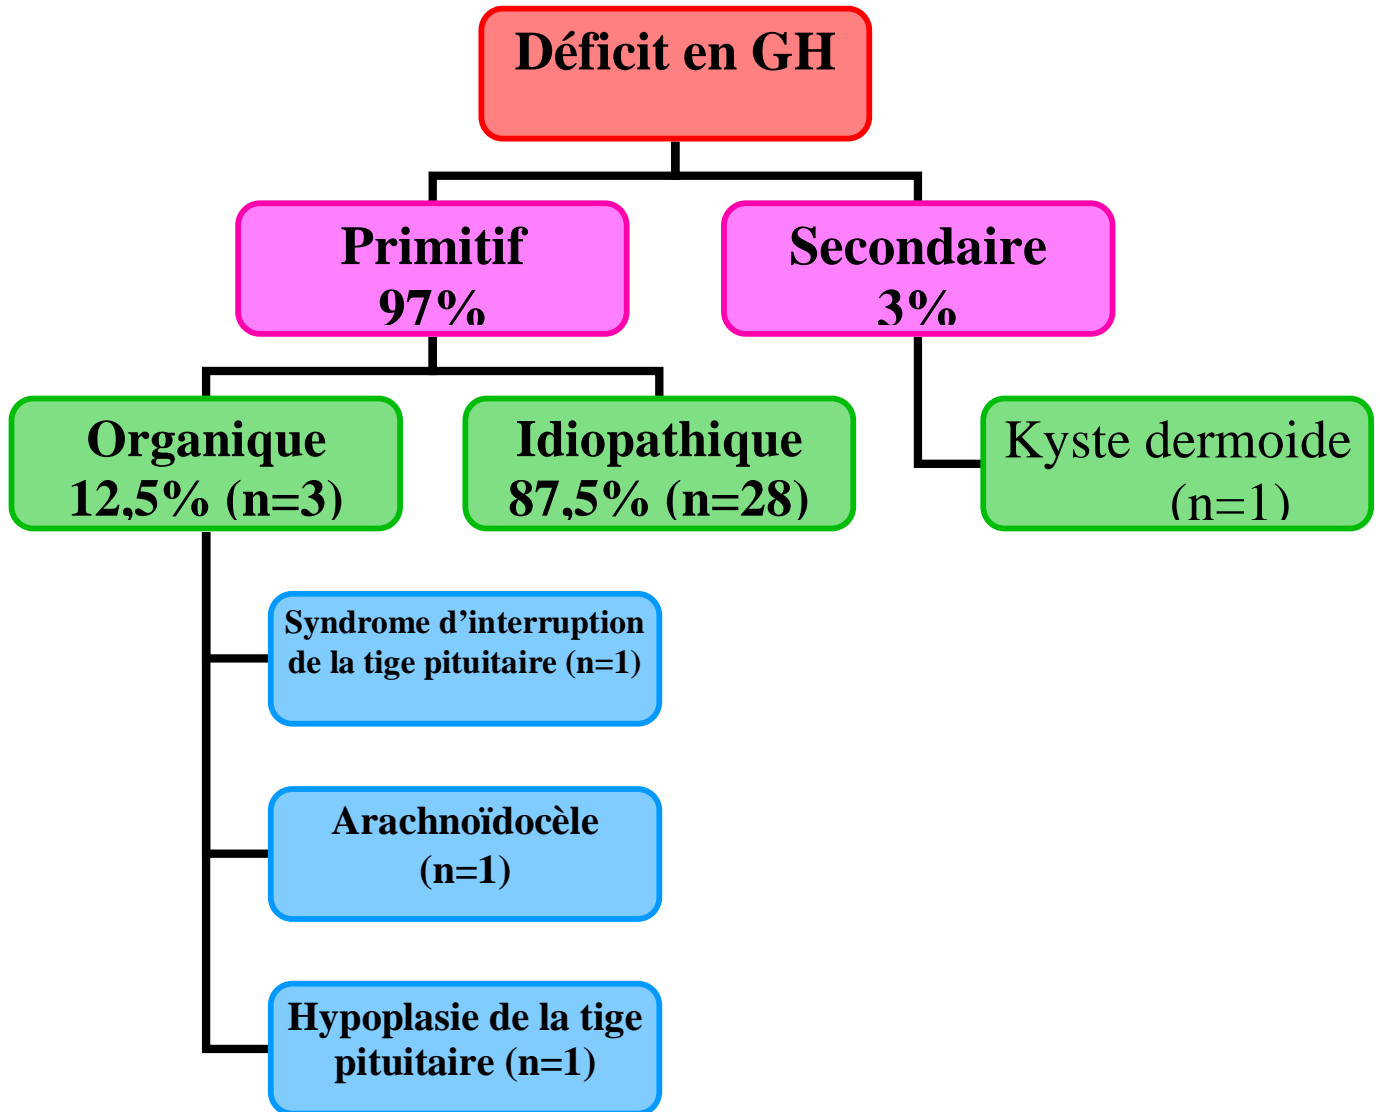 Déficit en GH
Primitif
97%
Secondaire
3%
Organique
12,5% (n=3)
Idiopathique
87,5% (n=28)
Kyste dermoide
(n=1)
Syndrome d’interruption
de la tige pituitaire (n=1)
Arachnoïdocèle
(n=1)
Hypoplasie de la tige
pituitaire (n=1)